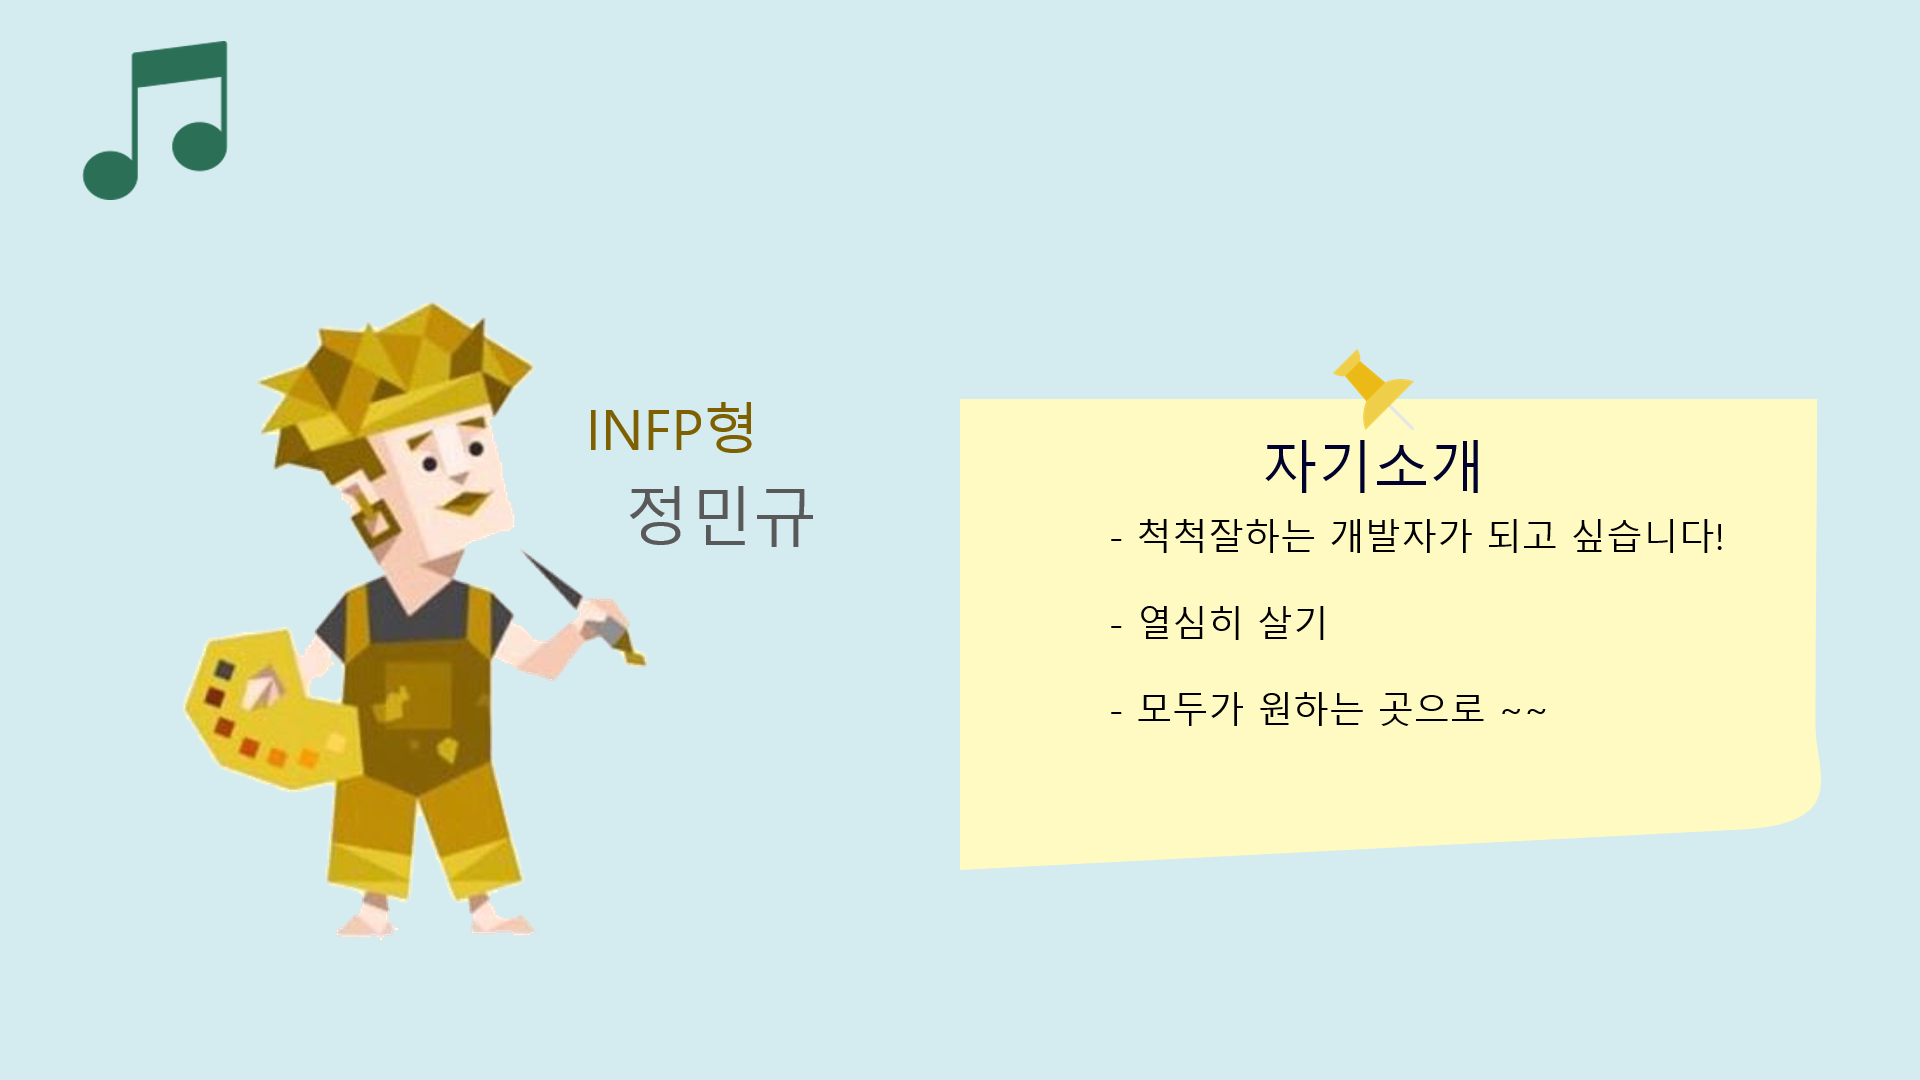 INFP형
정민규
자기소개
- 척척잘하는 개발자가 되고 싶습니다!
- 열심히 살기
- 모두가 원하는 곳으로 ~~